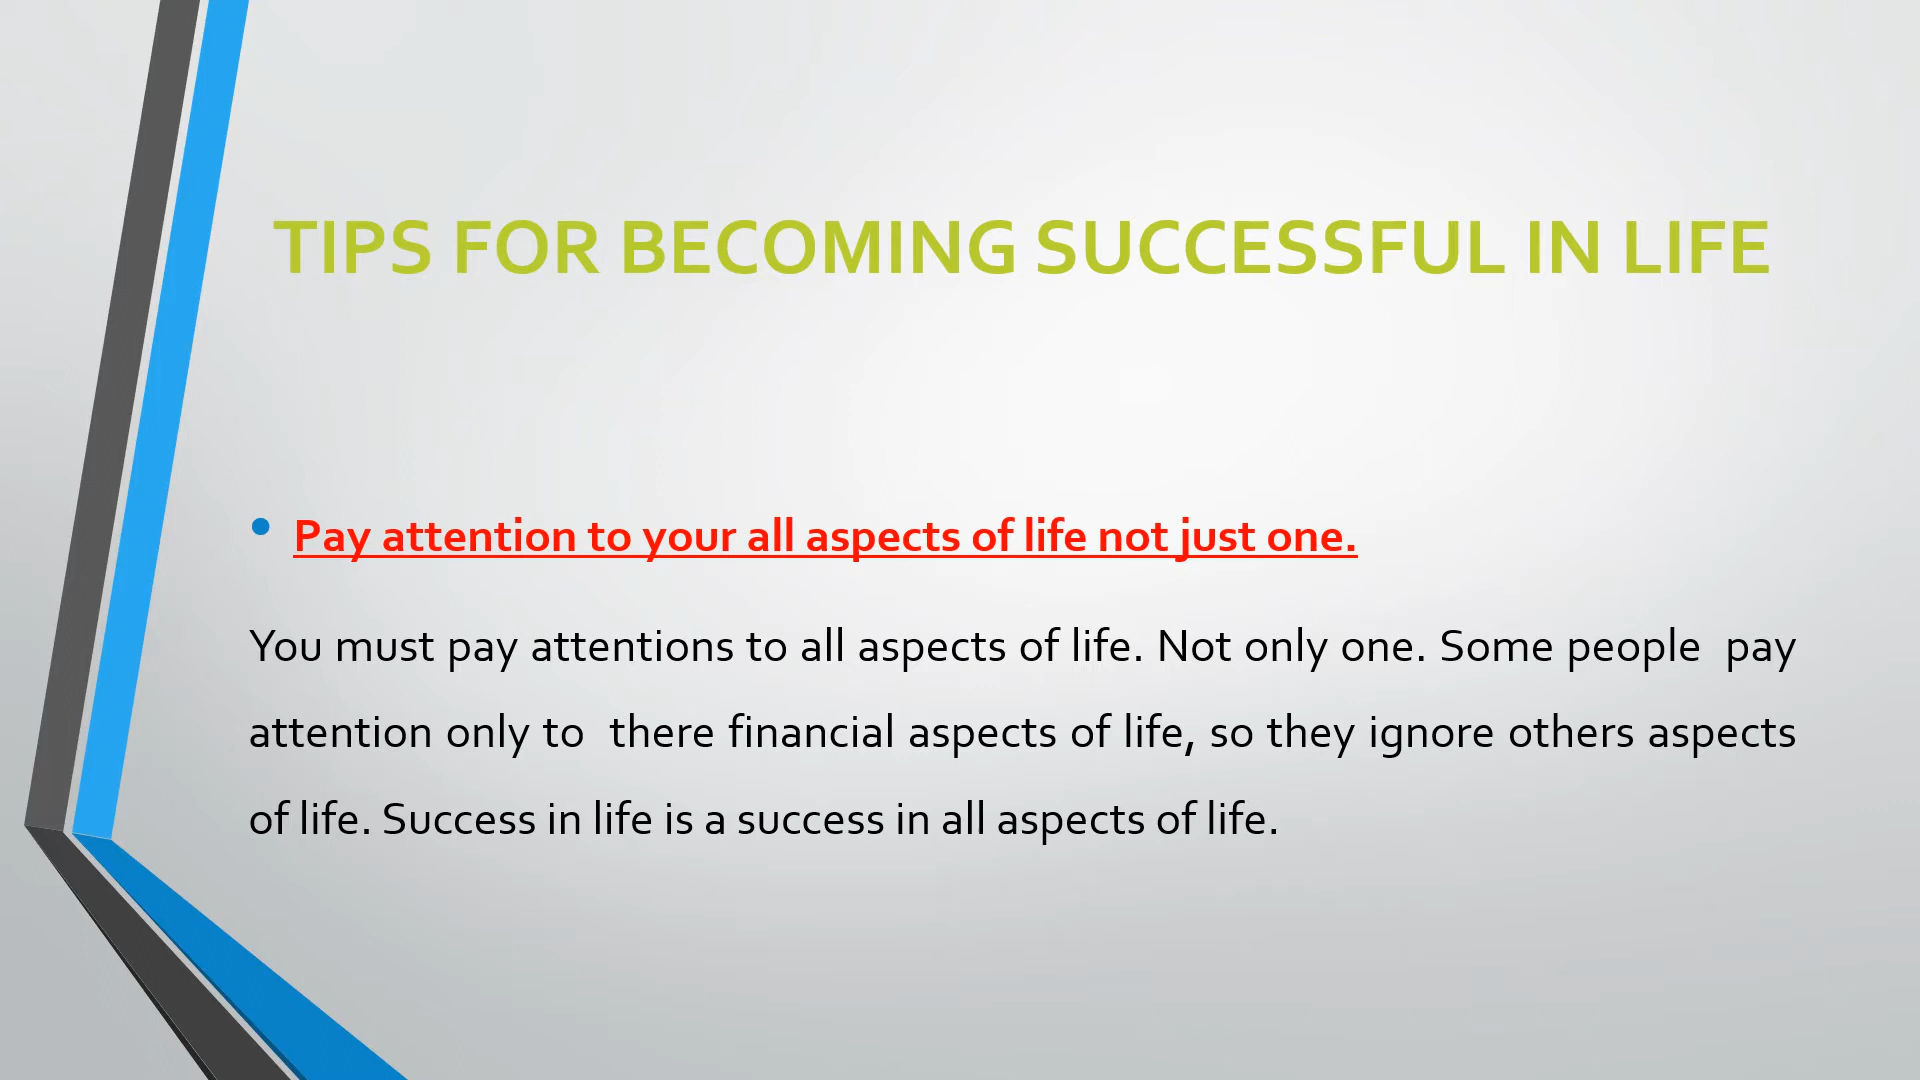 TIPS FOR BECOMING SUCCESSFUL IN LIFE
• Pay attention to your all aspects of life not just one.
You must pay attentions to all aspects of life. Not only one. Some people pay
attention only to there financial aspects of life, so they ignore others aspects
of life. Success in life is a success in all aspects of life.